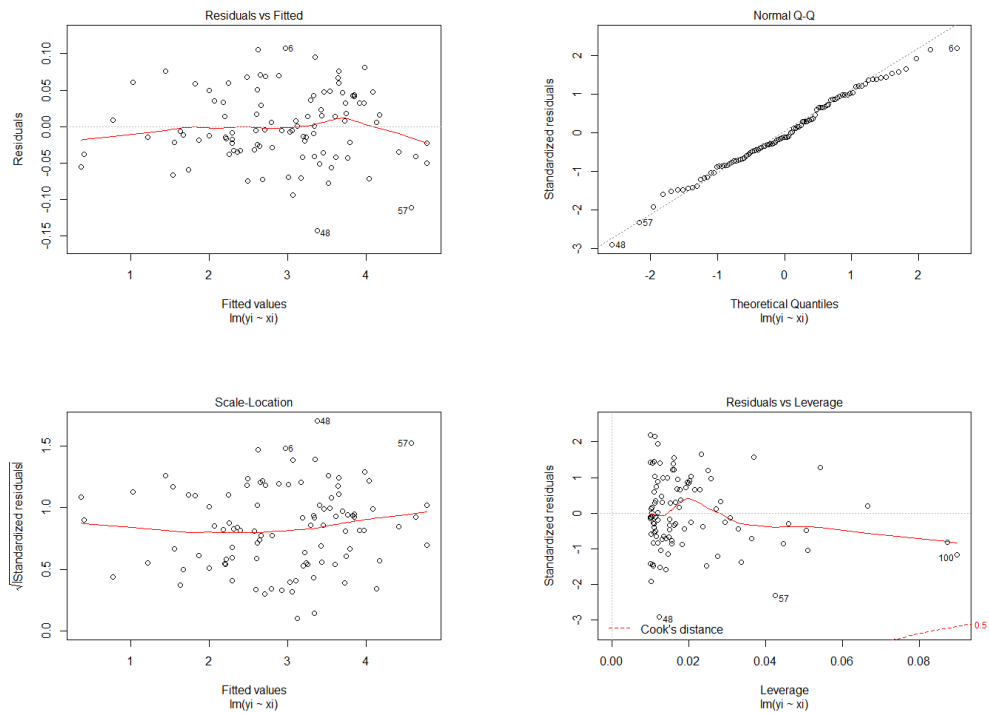 Residuals vs Fitted
Residuals
0.10
0.05
0.00
-0.05
-0.10
-0.15
6
57
48
1 2 3 4
Fitted values
lm(yi ~ xi)
Normal Q-Q
Standardized residuals
2
1
0
-1
-2
-3
6
57
48
-2 -1 0 1 2
Theoretical Quantiles
lm(yi ~ xi)
Scale-Location
√|Standardized residuals|
1.5
1.0
0.5
0.0
48
6
57
1 2 3 4
Fitted values
lm(yi ~ xi)
Residuals vs Leverage
Standardized residuals
2
1
0
-1
-2
-3
100
57
48
Cook's distance
0.5
0.00 0.02 0.04 0.06 0.08
Leverage
lm(yi ~ xi)